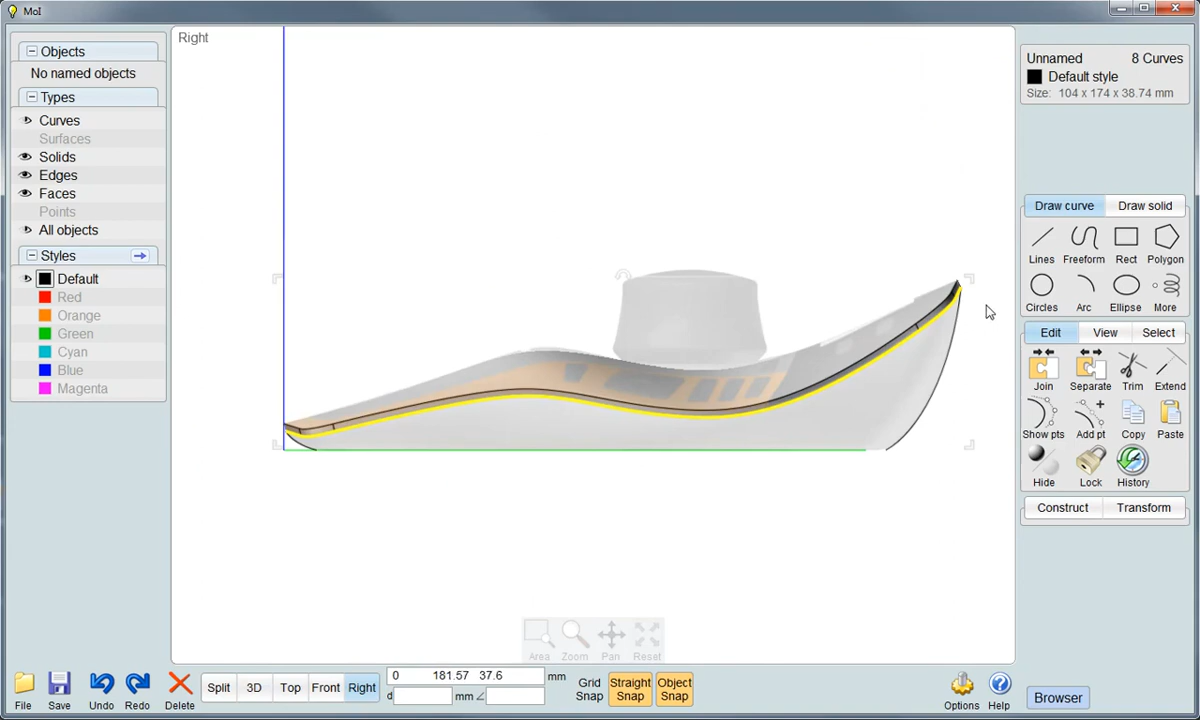 MoI
Objects
No named objects
Types
Curves
Surfaces
Solids
Edges
Faces
Points
All objects
Styles
Default
Red
Orange
Green
Cyan
Blue
Magenta
Right
Area
Zoom
Pan
Reset
Unnamed 8 Curves
Default style
Size: 104 x 174 x 38.74 mm
Draw curve Draw solid
Lines Freeform Rect Polygon
Circles Arc Ellipse More
Edit View Select
Join Separate Trim Extend
Show pts Add pt Copy Paste
Hide Lock History
Construct Transform
File Save Undo Redo Delete
Split 3D Top Front Right
0 181.57 37.6 mm
d mm ∠
Grid Snap
Straight Snap
Object Snap
Options Help
Browser